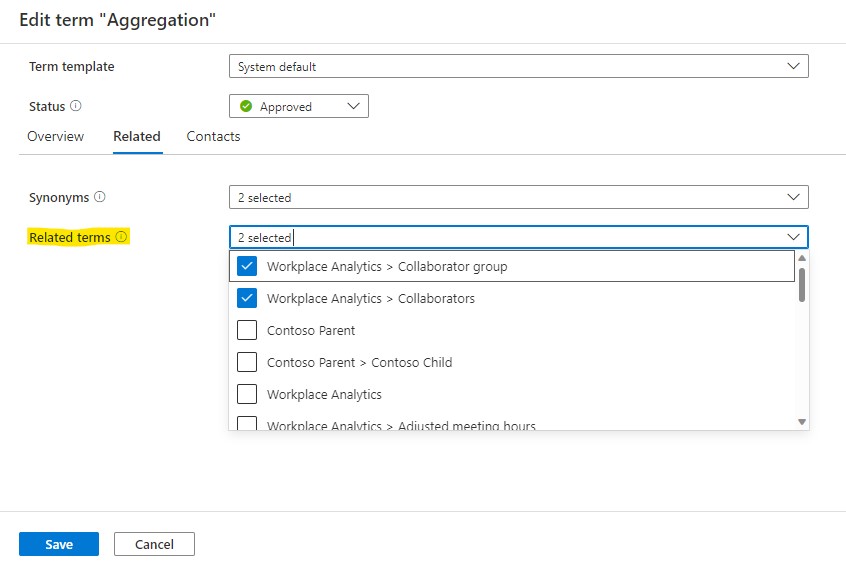 Edit term "Aggregation"
Term template
System default
Status
Approved
Overview Related Contacts
Synonyms
2 selected
Related terms
2 selected
Workplace Analytics > Collaborator group
Workplace Analytics > Collaborators
Contoso Parent
Contoso Parent > Contoso Child
Workplace Analytics
Workplace Analytics > Adjusted meeting hours
Save Cancel